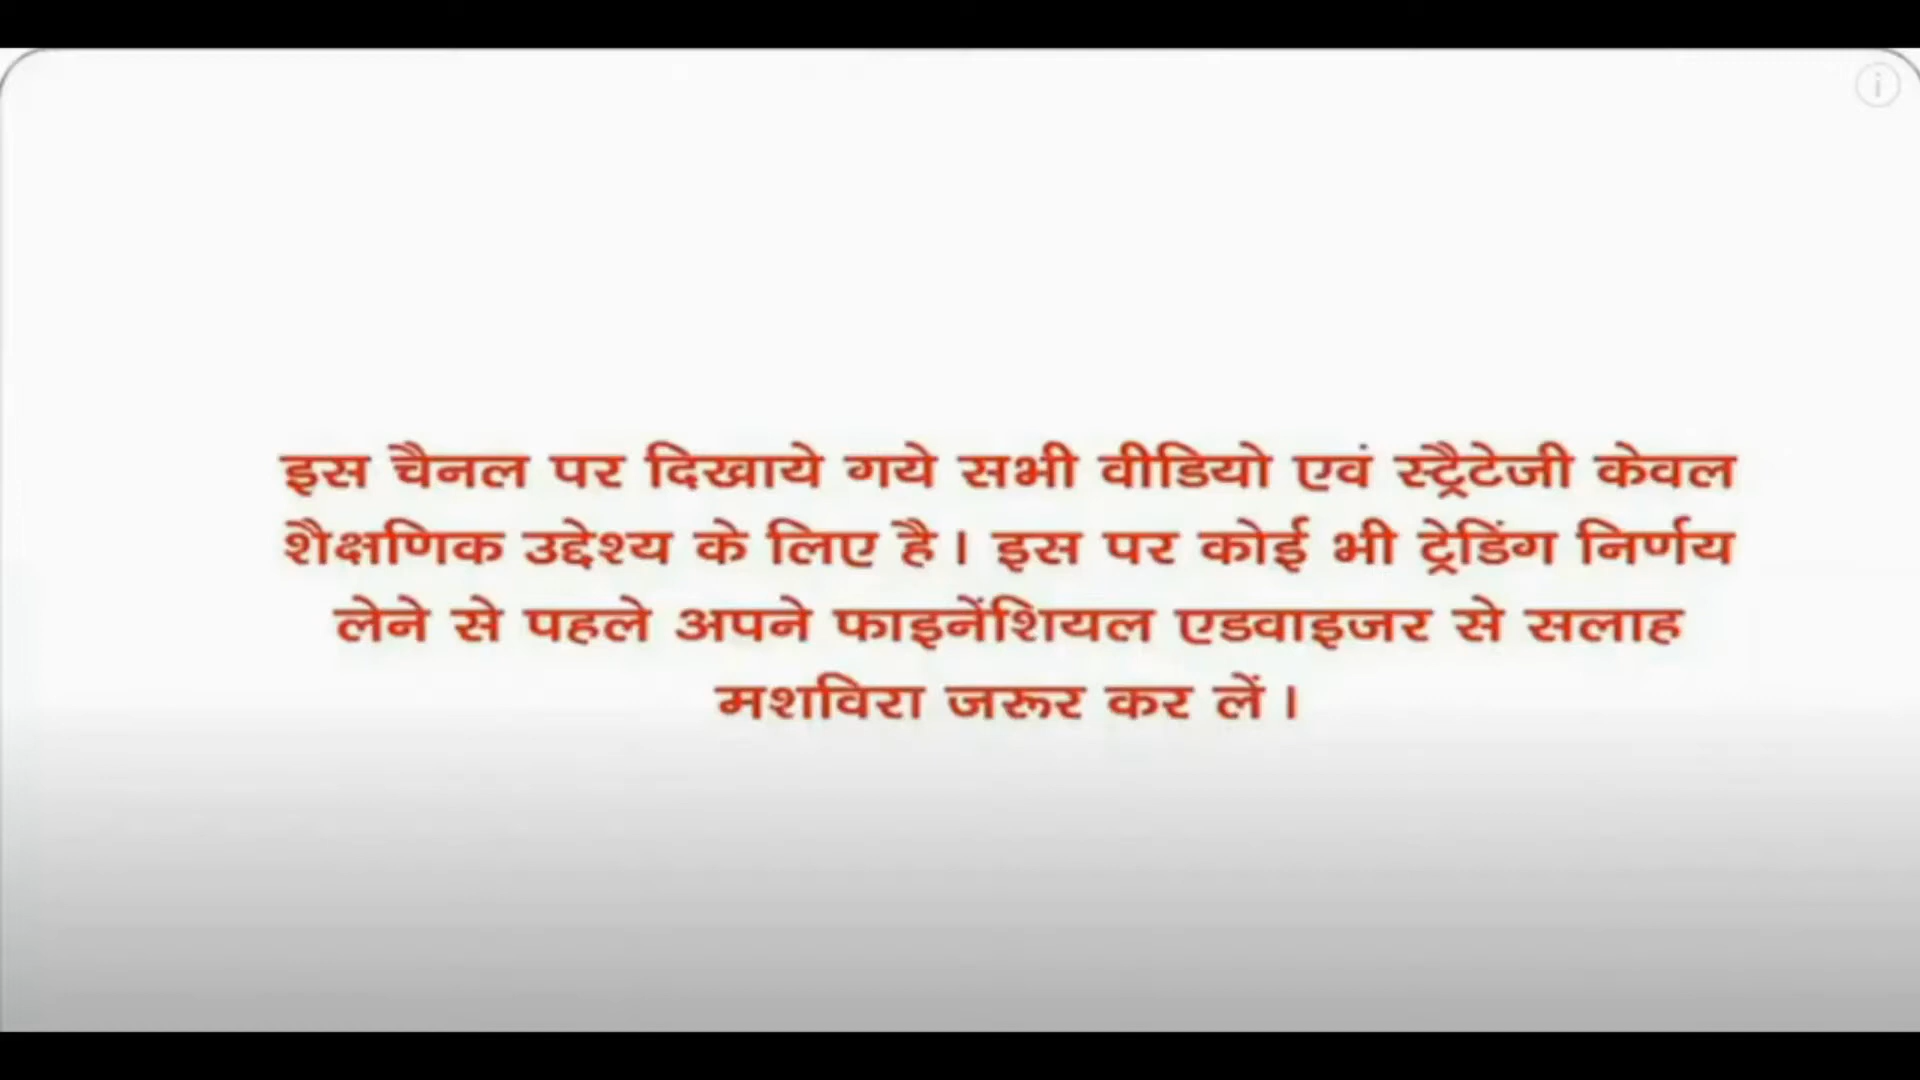 इस चैनल पर दिखाये गये सभी वीडियो एवं स्ट्रैटेजी केवल
शैक्षणिक उद्देश्य के लिए है। इस पर कोई भी ट्रेडिंग निर्णय
लेने से पहले अपने फाइनेंशियल एडवाइजर से सलाह
मशविरा जरूर कर लें।